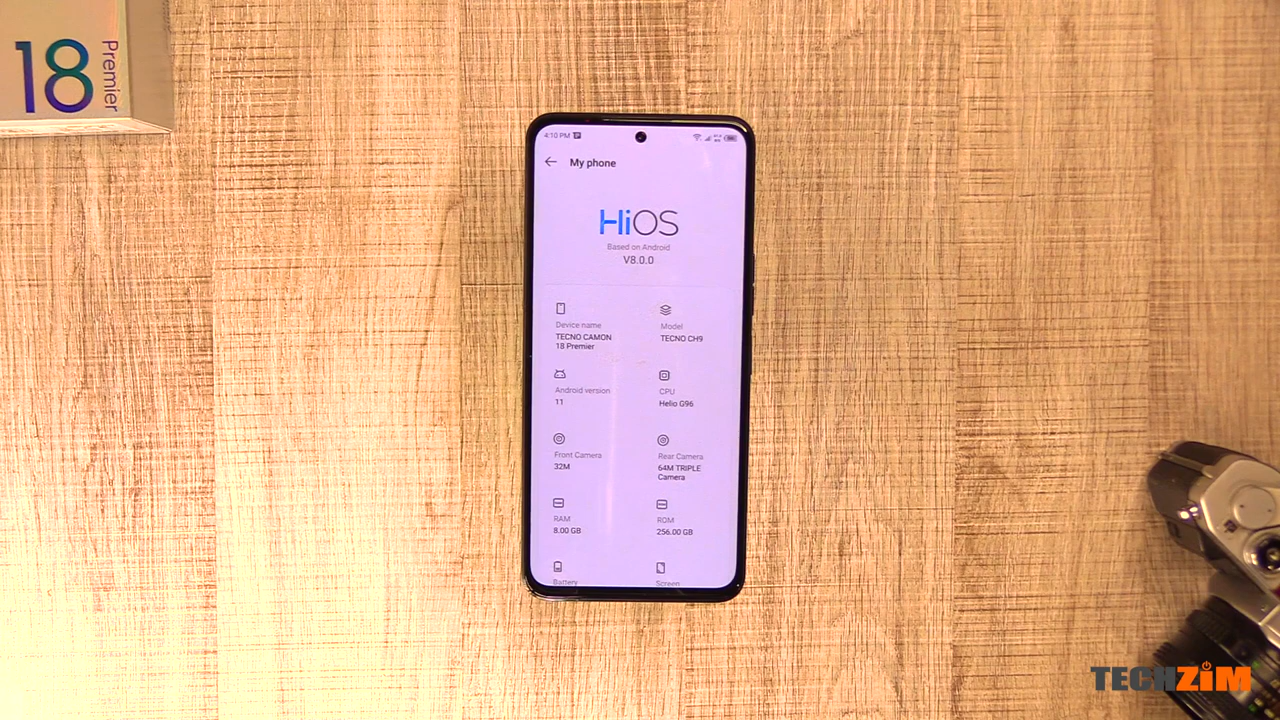 18 Premier
4:10 PM
My phone
HiOS
Based on Android
V8.0.0
Device name
TECNO CAMON
18 Premier
Model
TECNO CH9
Android version
11
CPU
Helio G96
Front Camera
32M
Rear Camera
64M TRIPLE
Camera
RAM
8.00 GB
ROM
256.00 GB
Battery
Screen
TECHZiM